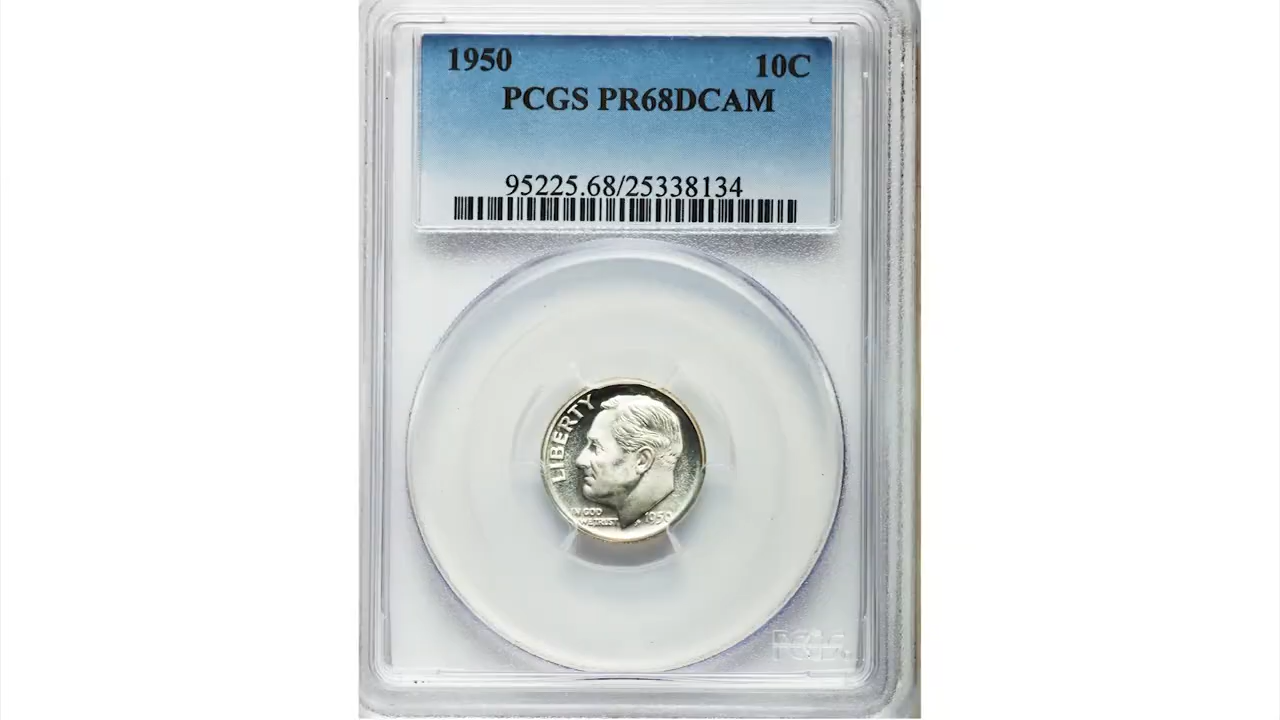 1950
10C
PCGS PR68DCAM
95225.68/25338134
LIBERTY
IN GOD
WE TRUST
1950
PCGS